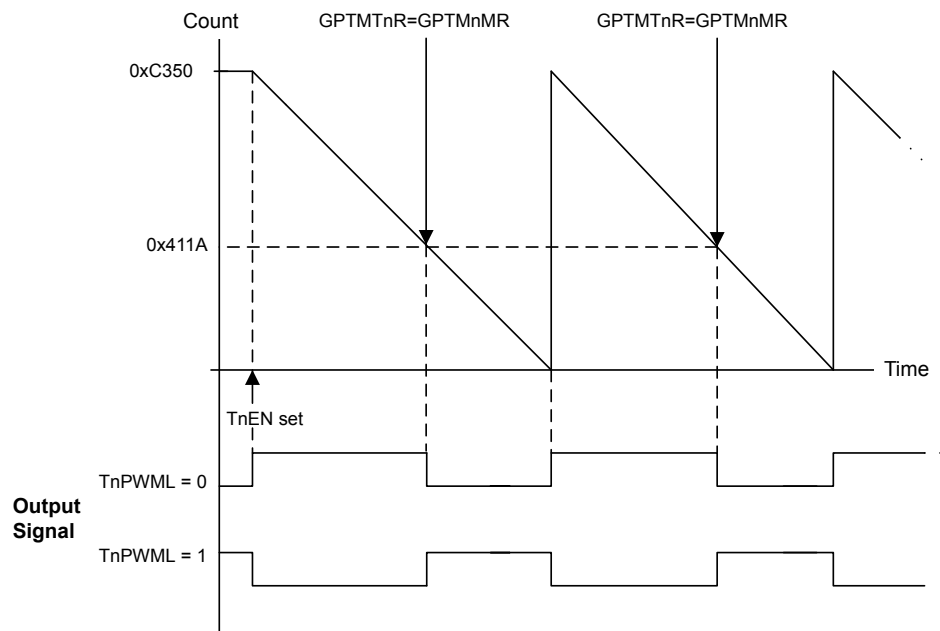 Count
GPTMTnR=GPTMnMR
GPTMTnR=GPTMnMR
0xC350
0x411A
Time
TnEN set
TnPWML = 0
Output
Signal
TnPWML = 1